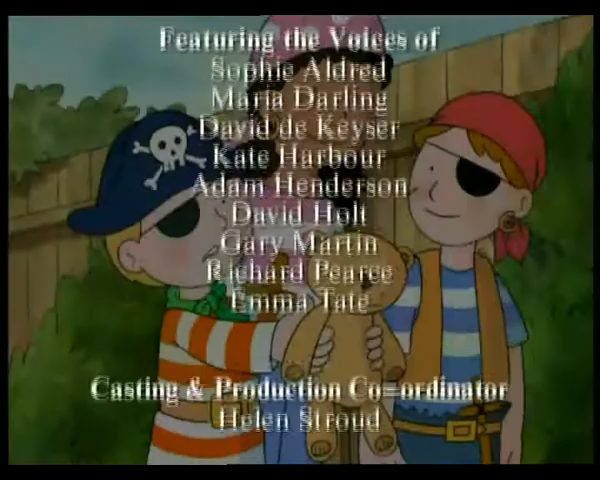 Featuring the Voices of
Sophie Aldred
Maria Darling
David de Keyser
Kate Harbour
Adam Henderson
David Holt
Gary Martin
Richard Pearce
Emma Tate
Casting & Production Co-ordinator
Helen Stroud